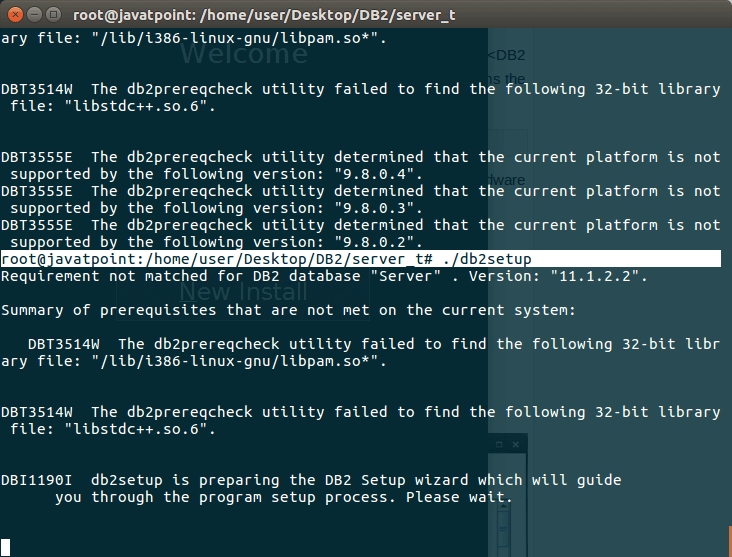 root@javatpoint: /home/user/Desktop/DB2/server_t
ary file: "/lib/i386-linux-gnu/libpam.so*".
Welcome
<DB2
s the
DBT3514W  The db2prereqcheck utility failed to find the following 32-bit library
 file: "libstdc++.so.6".
DBT3555E  The db2prereqcheck utility determined that the current platform is not
 supported by the following version: "9.8.0.4".
dware
DBT3555E  The db2prereqcheck utility determined that the current platform is not
 supported by the following version: "9.8.0.3".
DBT3555E  The db2prereqcheck utility determined that the current platform is not
 supported by the following version: "9.8.0.2".
root@javatpoint:/home/user/Desktop/DB2/server_t# ./db2setup
Requirement not matched for DB2 database "Server" . Version: "11.1.2.2".
New Install
Summary of prerequisites that are not met on the current system:
   DBT3514W  The db2prereqcheck utility failed to find the following 32-bit libr
ary file: "/lib/i386-linux-gnu/libpam.so*".
DBT3514W  The db2prereqcheck utility failed to find the following 32-bit library
 file: "libstdc++.so.6".
DBI1190I  db2setup is preparing the DB2 Setup wizard which will guide
      you through the program setup process. Please wait.